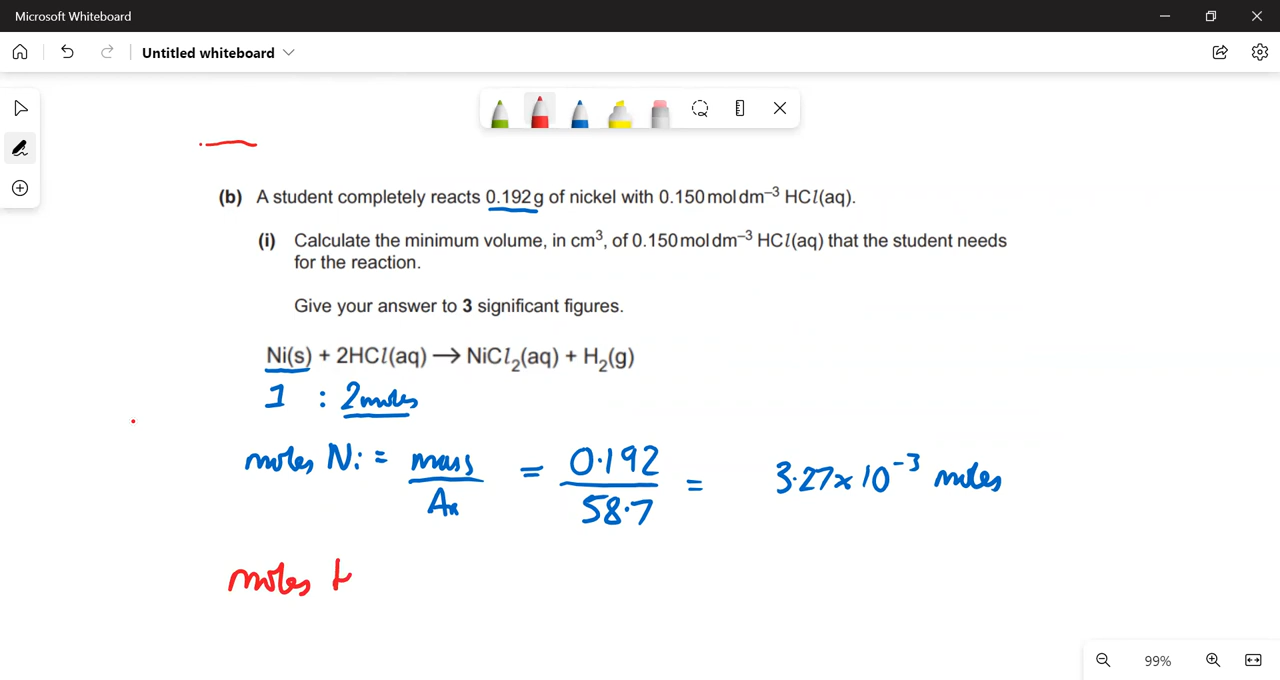 Microsoft Whiteboard
Untitled whiteboard
(b) A student completely reacts 0.192 g of nickel with 0.150 mol dm⁻³ HCl(aq).
(i) Calculate the minimum volume, in cm³, of 0.150 mol dm⁻³ HCl(aq) that the student needs
for the reaction.
Give your answer to 3 significant figures.
Ni(s) + 2HCl(aq) → NiCl₂(aq) + H₂(g)
1 : 2moles
moles Ni = mass / Ar = 0.192 / 58.7 = 3.27x10⁻³ moles
moles
99%